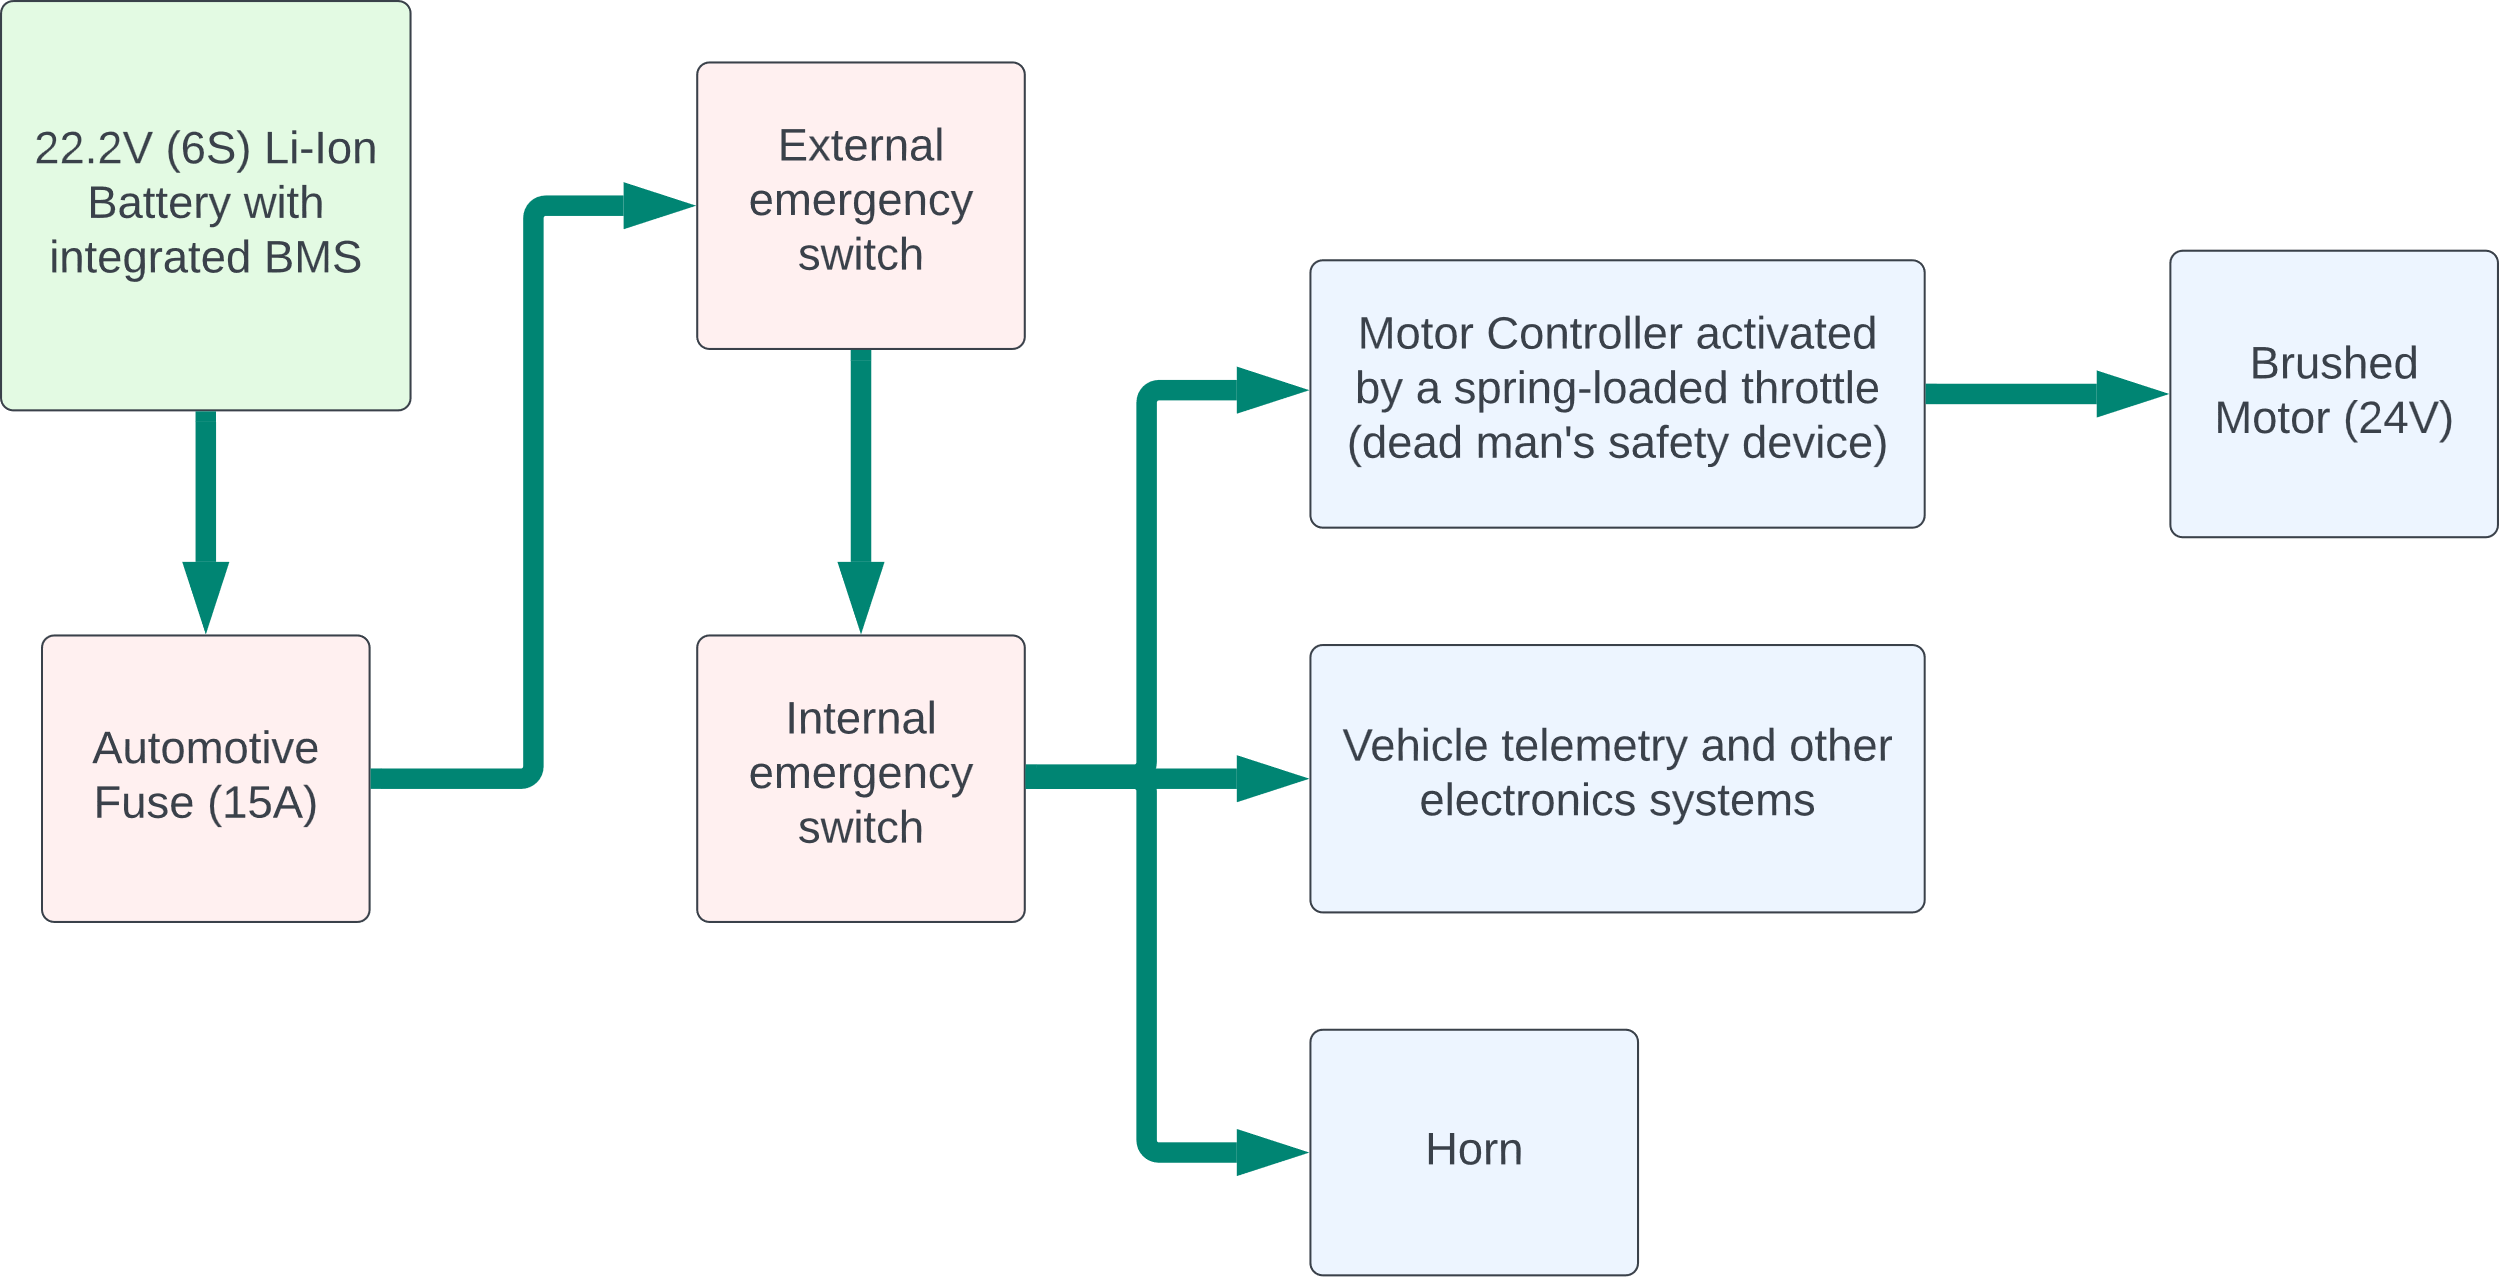 22.2V (6S) Li-Ion
Battery with
integrated BMS
Automotive
Fuse (15A)
External
emergency
switch
Internal
emergency
switch
Motor Controller activated
by a spring-loaded throttle
(dead man's safety device)
Brushed
Motor (24V)
Vehicle telemetry and other
electronics systems
Horn